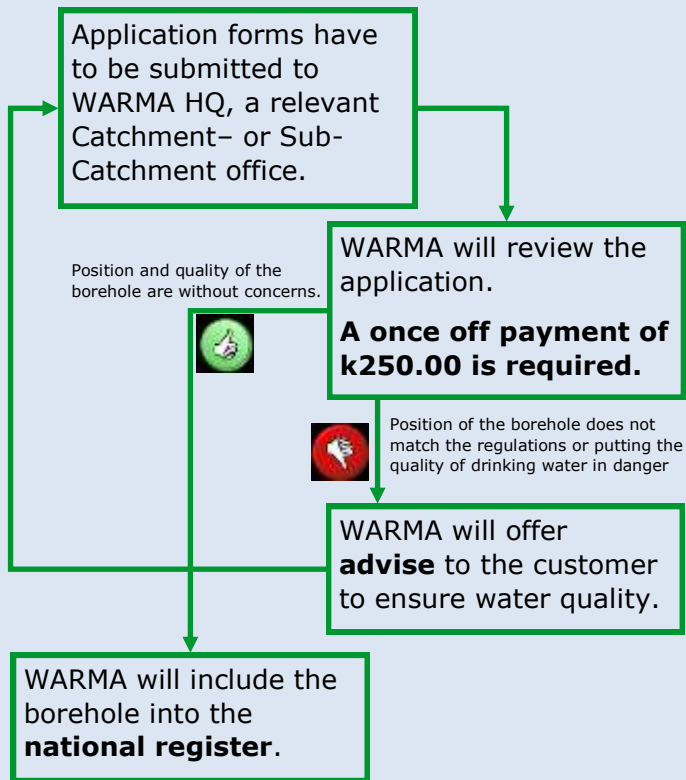 Application forms have
to be submitted to
WARMA HQ, a relevant
Catchment– or Sub-
Catchment office.
WARMA will review the
application.
A once off payment of
k250.00 is required.
Position and quality of the
borehole are without concerns.
Position of the borehole does not
match the regulations or putting the
quality of drinking water in danger
WARMA will offer
advise to the customer
to ensure water quality.
WARMA will include the
borehole into the
national register.